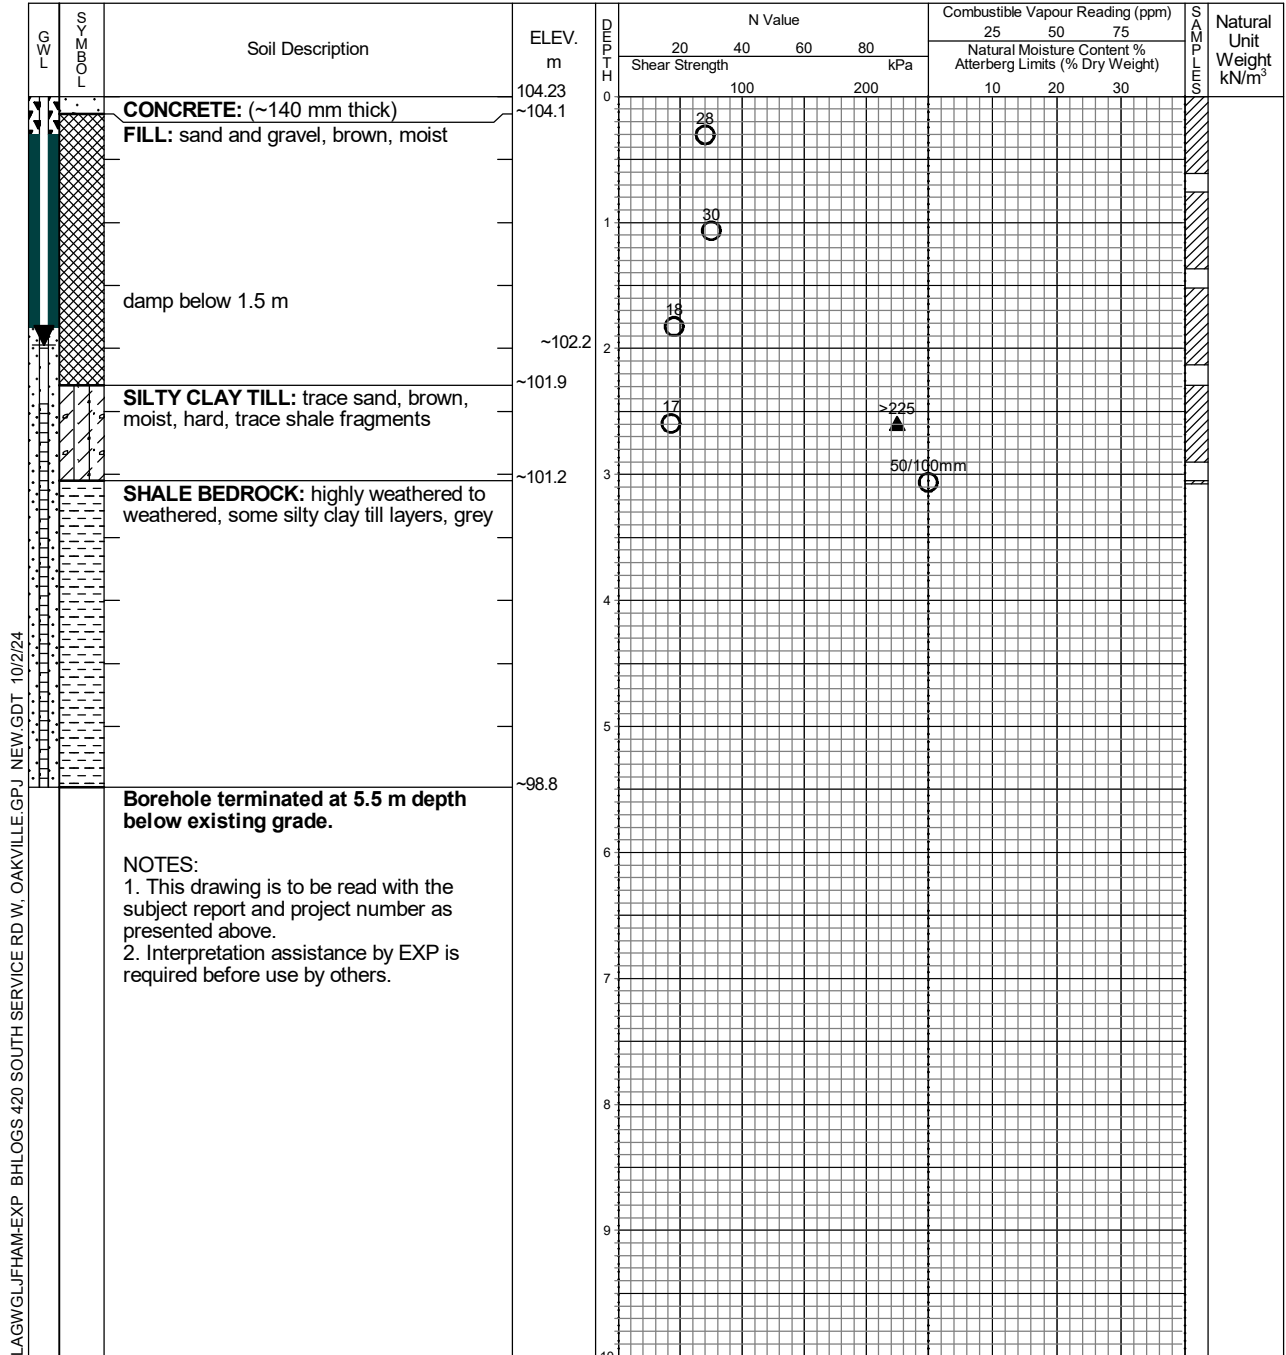 GWL
SYMBOL
Soil Description
ELEV.
m
104.23
DEPTH
N Value
20 40 60 80
Shear Strength kPa
100 200
Combustible Vapour Reading (ppm)
25 50 75
Natural Moisture Content %
Atterberg Limits (% Dry Weight)
10 20 30
SAMPLES
Natural
Unit
Weight
kN/m³
0
CONCRETE: (~140 mm thick)
~104.1
FILL: sand and gravel, brown, moist
28
30
1
damp below 1.5 m
18
~102.2
2
~101.9
SILTY CLAY TILL: trace sand, brown,
moist, hard, trace shale fragments
17
>225
50/100mm
3
~101.2
SHALE BEDROCK: highly weathered to
weathered, some silty clay till layers, grey
4
5
~98.8
Borehole terminated at 5.5 m depth
below existing grade.
6
NOTES:
1. This drawing is to be read with the
subject report and project number as
presented above.
2. Interpretation assistance by EXP is
required before use by others.
7
8
9
10
LAGWGLJFHAM-EXP BHLOGS 420 SOUTH SERVICE RD W, OAKVILLE.GPJ NEW.GDT 10/2/24